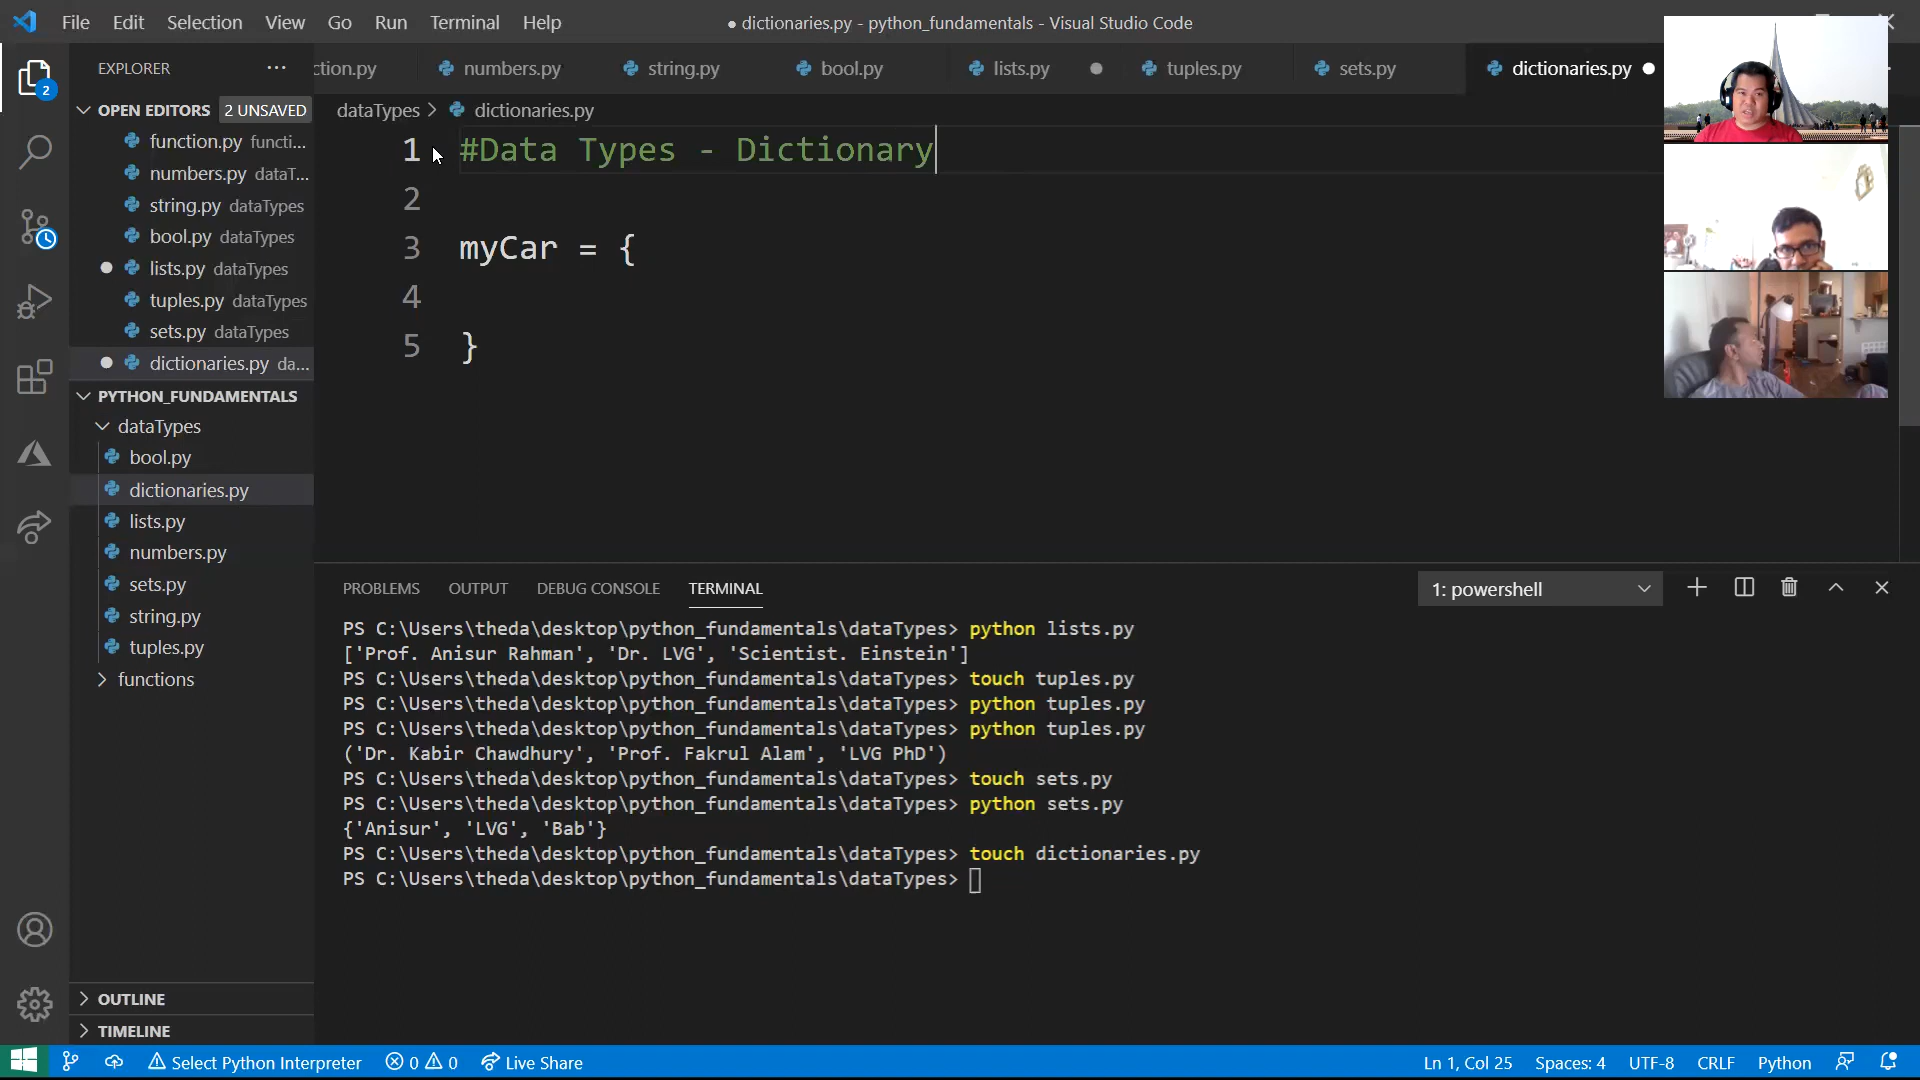 File Edit Selection View Go Run Terminal Help
● dictionaries.py - python_fundamentals - Visual Studio Code
EXPLORER
ction.py numbers.py string.py bool.py lists.py tuples.py sets.py dictionaries.py
OPEN EDITORS 2 UNSAVED
function.py functi...
numbers.py dataT...
string.py dataTypes
bool.py dataTypes
lists.py dataTypes
tuples.py dataTypes
sets.py dataTypes
dictionaries.py da...
PYTHON_FUNDAMENTALS
dataTypes
bool.py
dictionaries.py
lists.py
numbers.py
sets.py
string.py
tuples.py
functions
OUTLINE
TIMELINE
2
dataTypes > dictionaries.py
1 #Data Types - Dictionary
2
3 myCar = {
4
5 }
PROBLEMS OUTPUT DEBUG CONSOLE TERMINAL
1: powershell
PS C:\Users\theda\desktop\python_fundamentals\dataTypes> python lists.py
['Prof. Anisur Rahman', 'Dr. LVG', 'Scientist. Einstein']
PS C:\Users\theda\desktop\python_fundamentals\dataTypes> touch tuples.py
PS C:\Users\theda\desktop\python_fundamentals\dataTypes> python tuples.py
PS C:\Users\theda\desktop\python_fundamentals\dataTypes> python tuples.py
('Dr. Kabir Chawdhury', 'Prof. Fakrul Alam', 'LVG PhD')
PS C:\Users\theda\desktop\python_fundamentals\dataTypes> touch sets.py
PS C:\Users\theda\desktop\python_fundamentals\dataTypes> python sets.py
{'Anisur', 'LVG', 'Bab'}
PS C:\Users\theda\desktop\python_fundamentals\dataTypes> touch dictionaries.py
PS C:\Users\theda\desktop\python_fundamentals\dataTypes>
Select Python Interpreter 0 0 Live Share
Ln 1, Col 25 Spaces: 4 UTF-8 CRLF Python